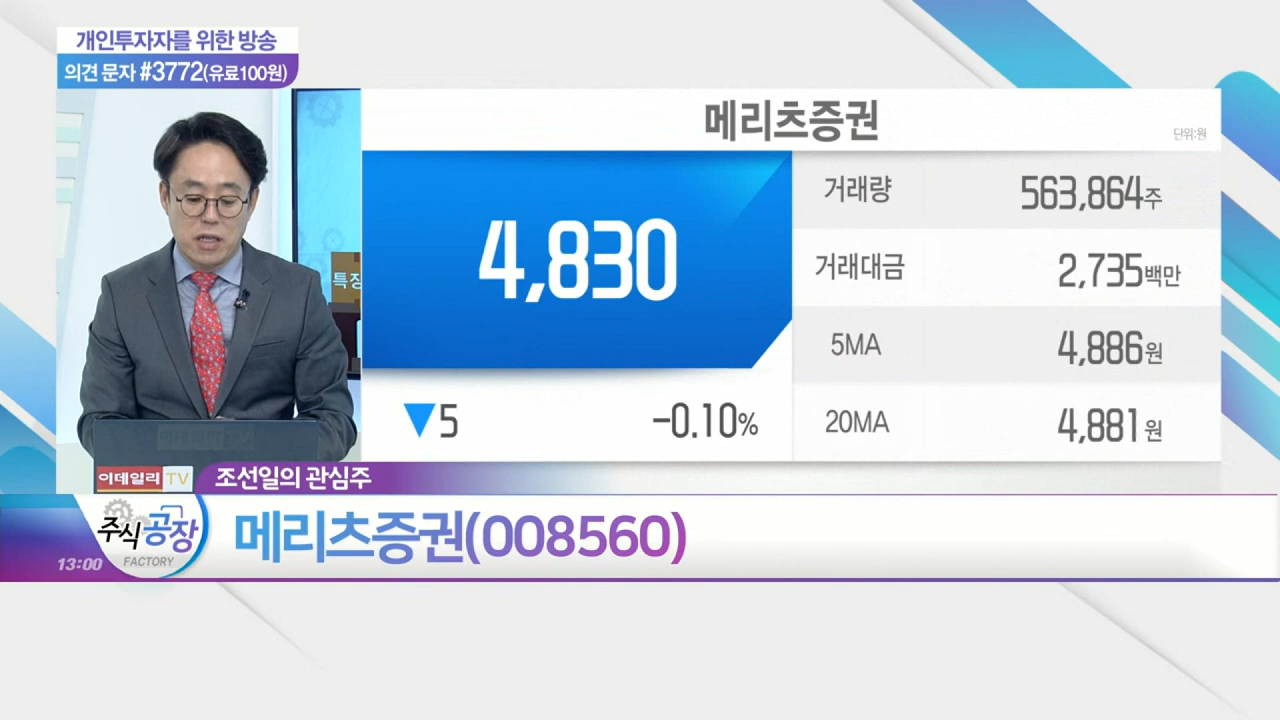 개인투자자를 위한 방송
의견 문자 #3772(유료100원)
메리츠증권
단위:원
4,830
▼5 -0.10%
거래량 563,864주
거래대금 2,735백만
5MA 4,886원
20MA 4,881원
특징
이데일리 TV
조선일의 관심주
주식공장
FACTORY
13:00
메리츠증권(008560)